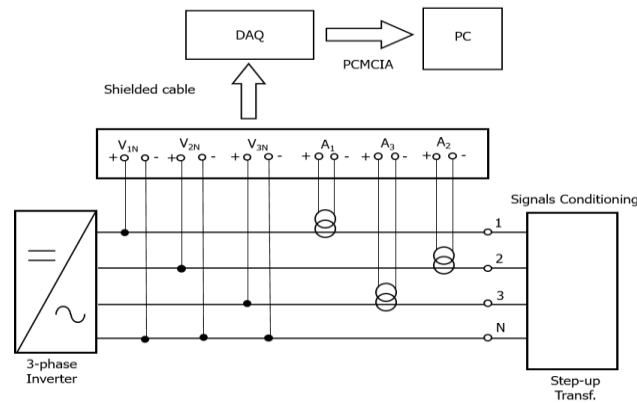 DAQ
PC
PCMCIA
Shielded cable
V1N V2N V3N A1 A3 A2
+ - + - + - + - + - + -
Signals Conditioning
1
2
3
N
3-phase
Inverter
Step-up
Transf.